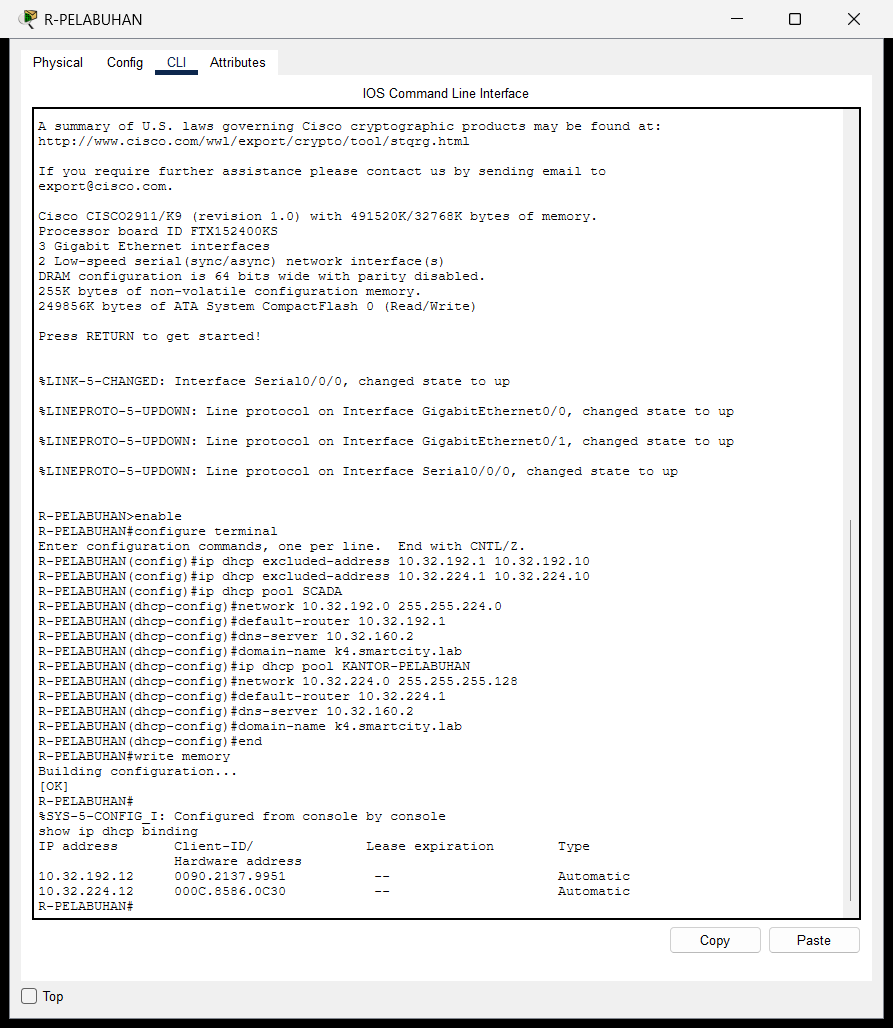 R-PELABUHAN
Physical Config CLI Attributes
IOS Command Line Interface
A summary of U.S. laws governing Cisco cryptographic products may be found at:
http://www.cisco.com/wwl/export/crypto/tool/stqrg.html
If you require further assistance please contact us by sending email to
export@cisco.com.
Cisco CISCO2911/K9 (revision 1.0) with 491520K/32768K bytes of memory.
Processor board ID FTX152400KS
3 Gigabit Ethernet interfaces
2 Low-speed serial(sync/async) network interface(s)
DRAM configuration is 64 bits wide with parity disabled.
255K bytes of non-volatile configuration memory.
249856K bytes of ATA System CompactFlash 0 (Read/Write)
Press RETURN to get started!
%LINK-5-CHANGED: Interface Serial0/0/0, changed state to up
%LINEPROTO-5-UPDOWN: Line protocol on Interface GigabitEthernet0/0, changed state to up
%LINEPROTO-5-UPDOWN: Line protocol on Interface GigabitEthernet0/1, changed state to up
%LINEPROTO-5-UPDOWN: Line protocol on Interface Serial0/0/0, changed state to up
R-PELABUHAN>enable
R-PELABUHAN#configure terminal
Enter configuration commands, one per line.  End with CNTL/Z.
R-PELABUHAN(config)#ip dhcp excluded-address 10.32.192.1 10.32.192.10
R-PELABUHAN(config)#ip dhcp excluded-address 10.32.224.1 10.32.224.10
R-PELABUHAN(config)#ip dhcp pool SCADA
R-PELABUHAN(dhcp-config)#network 10.32.192.0 255.255.224.0
R-PELABUHAN(dhcp-config)#default-router 10.32.192.1
R-PELABUHAN(dhcp-config)#dns-server 10.32.160.2
R-PELABUHAN(dhcp-config)#domain-name k4.smartcity.lab
R-PELABUHAN(dhcp-config)#ip dhcp pool KANTOR-PELABUHAN
R-PELABUHAN(dhcp-config)#network 10.32.224.0 255.255.255.128
R-PELABUHAN(dhcp-config)#default-router 10.32.224.1
R-PELABUHAN(dhcp-config)#dns-server 10.32.160.2
R-PELABUHAN(dhcp-config)#domain-name k4.smartcity.lab
R-PELABUHAN(dhcp-config)#end
R-PELABUHAN#write memory
Building configuration...
[OK]
R-PELABUHAN#
%SYS-5-CONFIG_I: Configured from console by console
show ip dhcp binding
IP address       Client-ID/              Lease expiration        Type
                 Hardware address
10.32.192.12     0090.2137.9951           --                     Automatic
10.32.224.12     000C.8586.0C30           --                     Automatic
R-PELABUHAN#
Copy Paste
Top